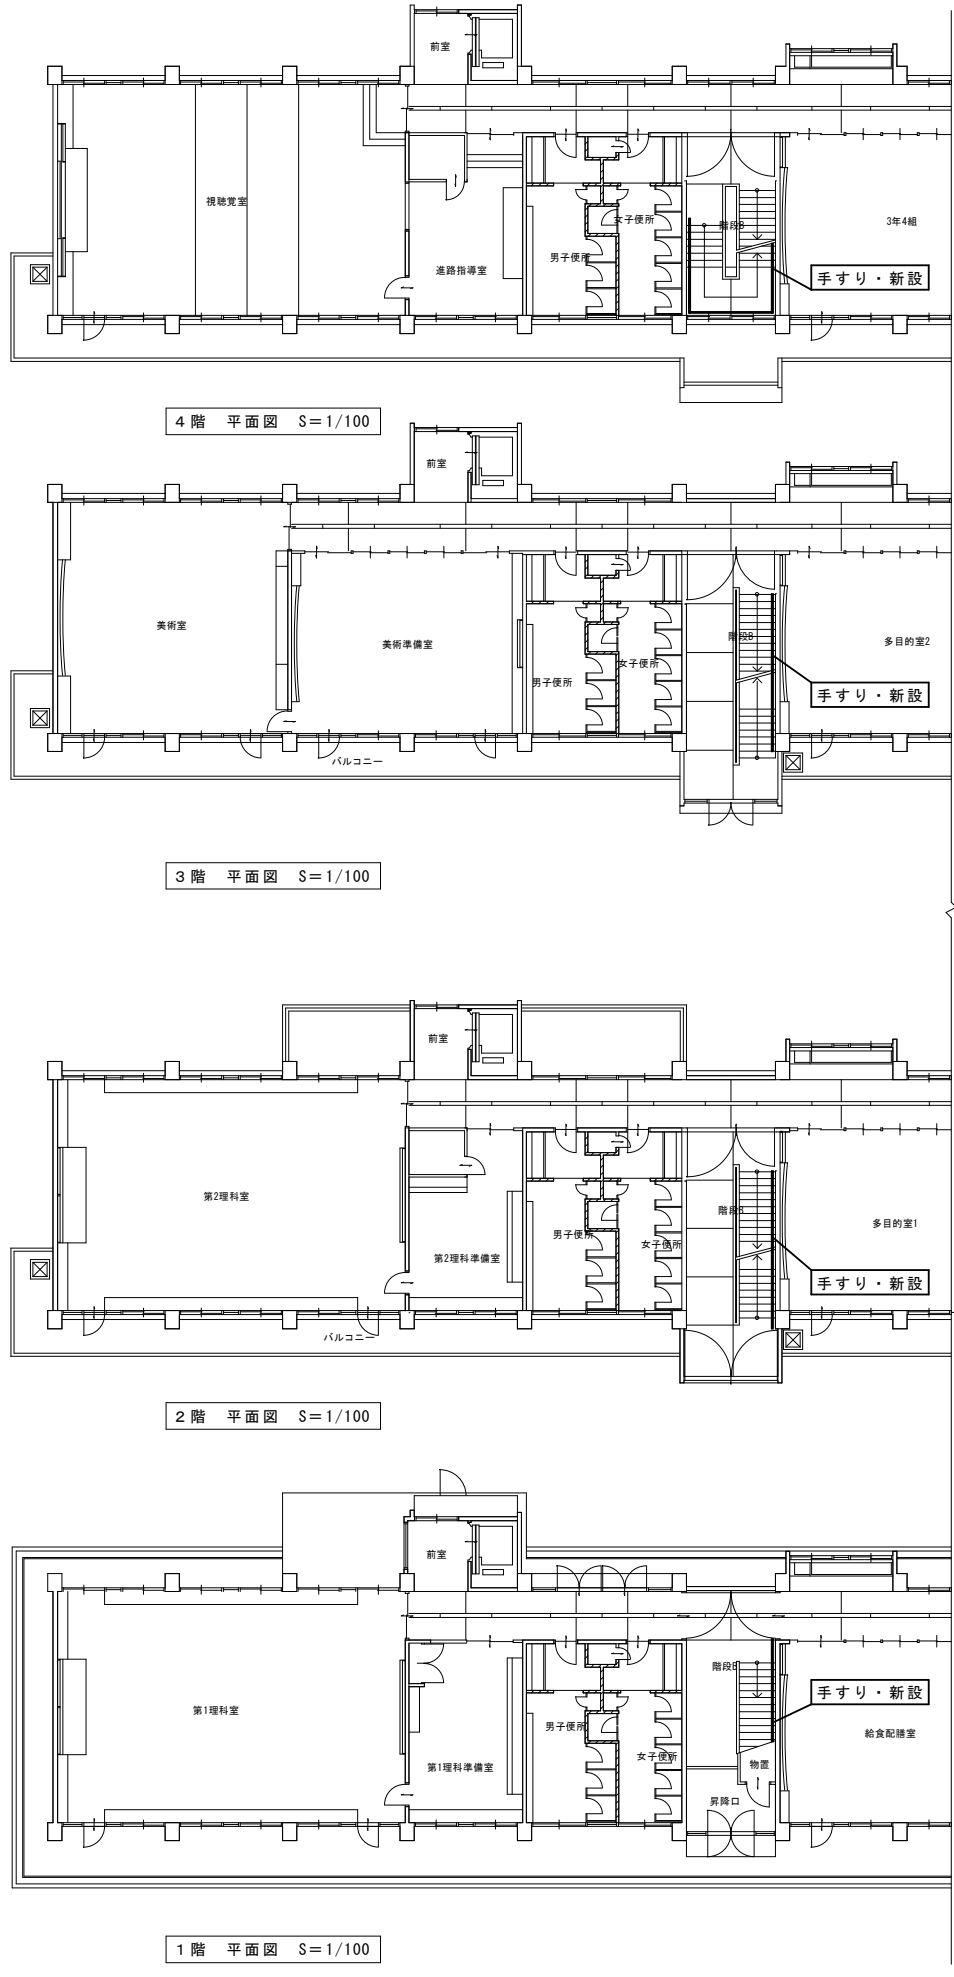 前室
視聴覚室
進路指導室
男子便所
女子便所
階段B
3年4組
手すり・新設
4階　平面図　S＝1/100
前室
美術室
美術準備室
男子便所
女子便所
階段B
多目的室2
手すり・新設
バルコニー
3階　平面図　S＝1/100
前室
第2理科室
第2理科準備室
男子便所
女子便所
階段B
多目的室1
手すり・新設
バルコニー
2階　平面図　S＝1/100
前室
第1理科室
第1理科準備室
男子便所
女子便所
階段B
手すり・新設
給食配膳室
物置
昇降口
1階　平面図　S＝1/100